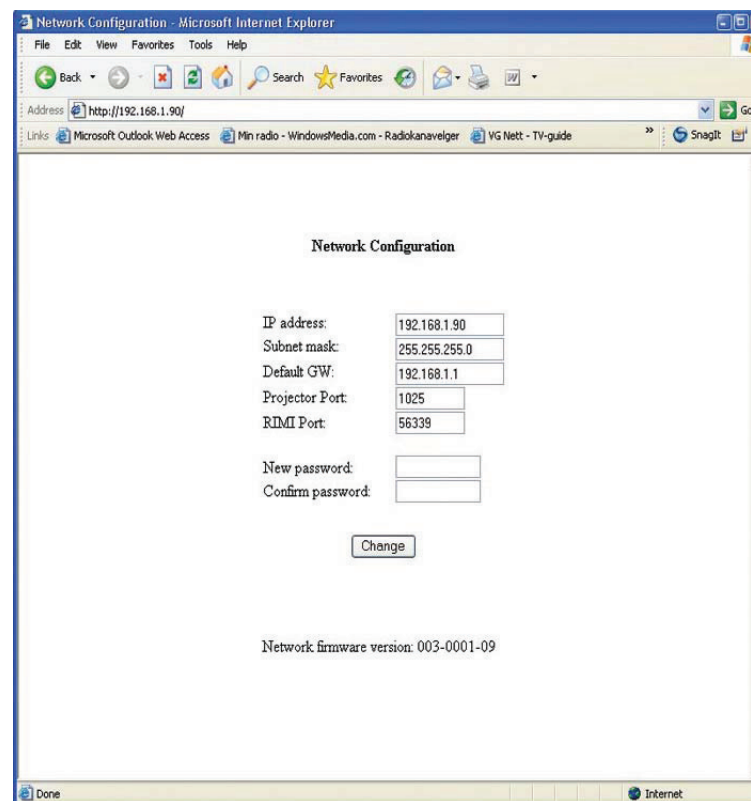 Network Configuration - Microsoft Internet Explorer
File Edit View Favorites Tools Help
Back Search Favorites
Address http://192.168.1.90/ Go
Links Microsoft Outlook Web Access Min radio - WindowsMedia.com - Radiokanavelger VG Nett - TV-guide » SnagIt
Network Configuration
IP address: 192.168.1.90
Subnet mask: 255.255.255.0
Default GW: 192.168.1.1
Projector Port: 1025
RIMI Port: 56339
New password:
Confirm password:
Change
Network firmware version: 003-0001-09
Done Internet